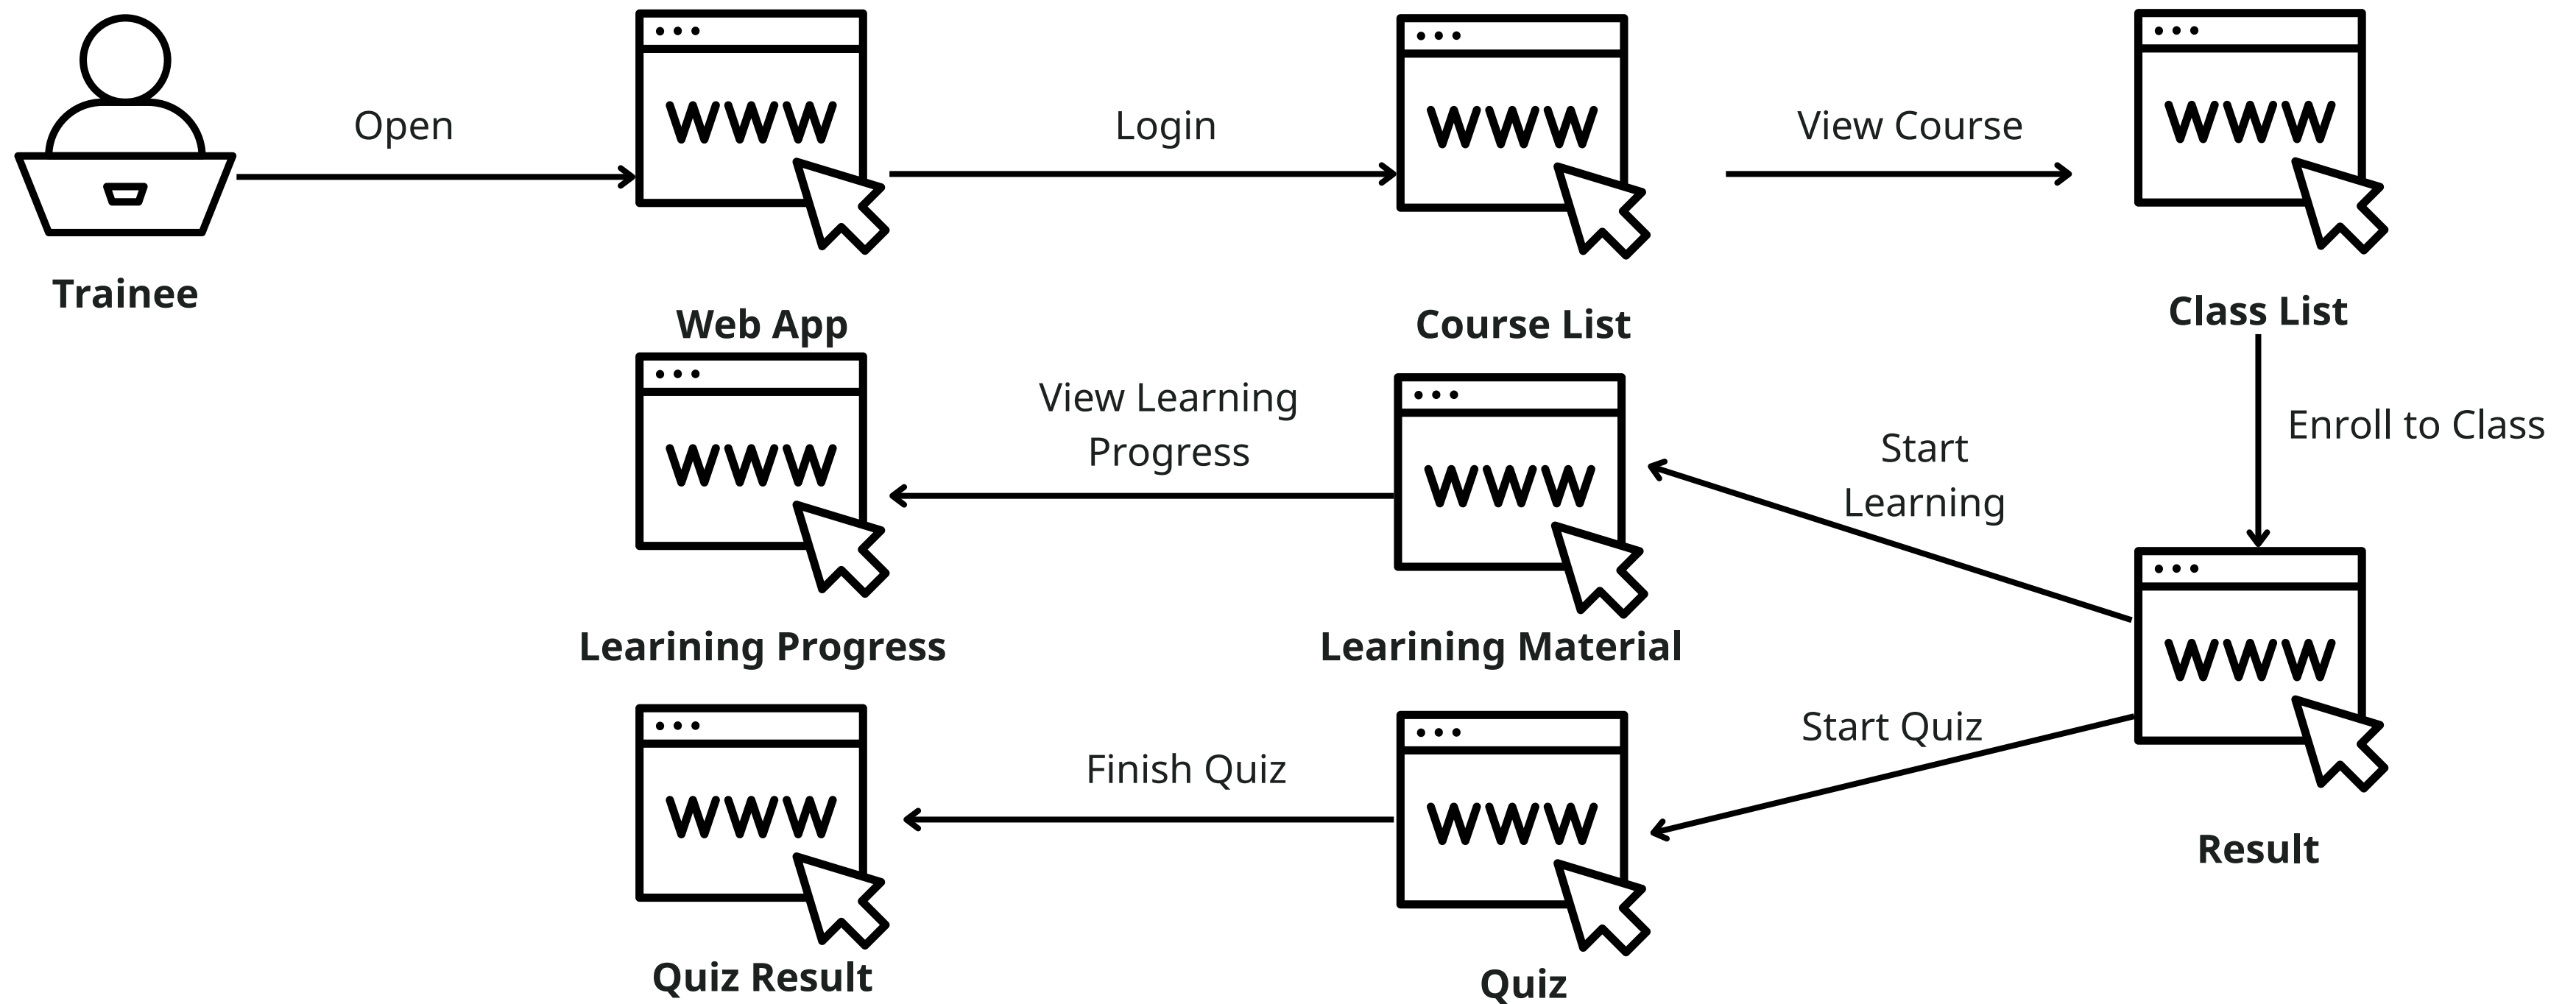 Open
WWW
Login
WWW
View Course
WWW
Trainee
Web App
Course List
Class List
WWW
View Learning
Progress
WWW
Start
Learning
Enroll to Class
Learining Progress
Learining Material
WWW
WWW
Finish Quiz
WWW
Start Quiz
Result
Quiz Result
Quiz